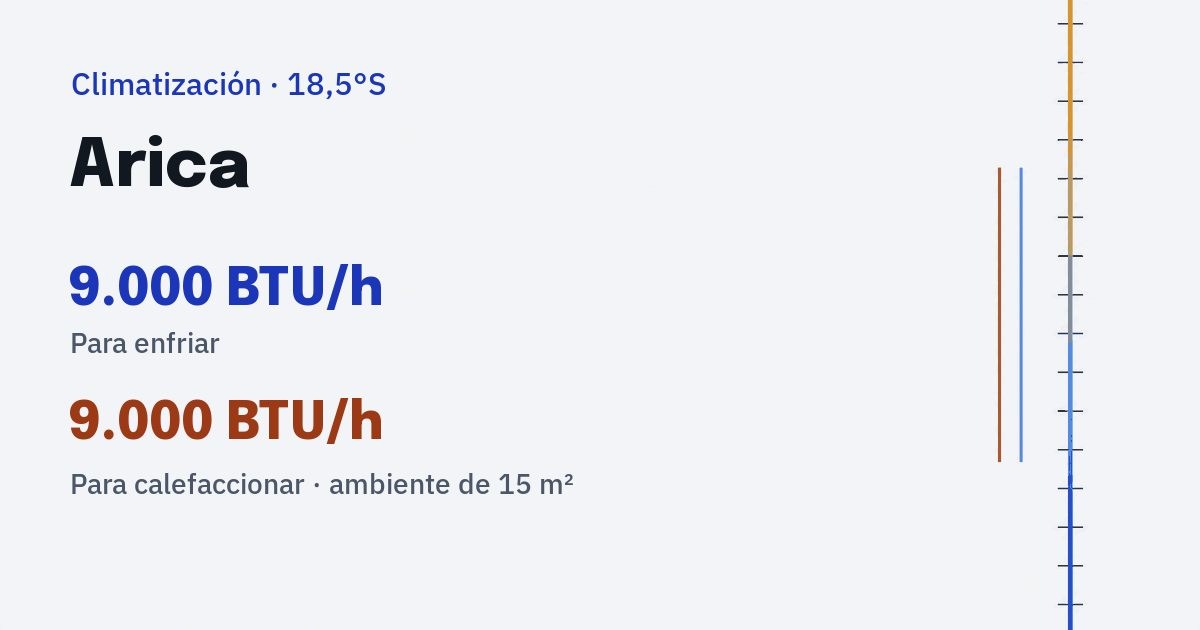 Climatización · 18,5°S
Arica
9.000 BTU/h
Para enfriar
9.000 BTU/h
Para calefaccionar · ambiente de 15 m²